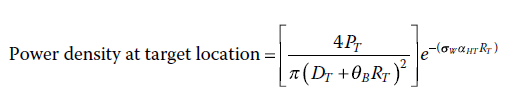 Power density at target location = [4P_T / π(D_T + θ_B R_T)^2] e^−(σ_W α_HT R_T)